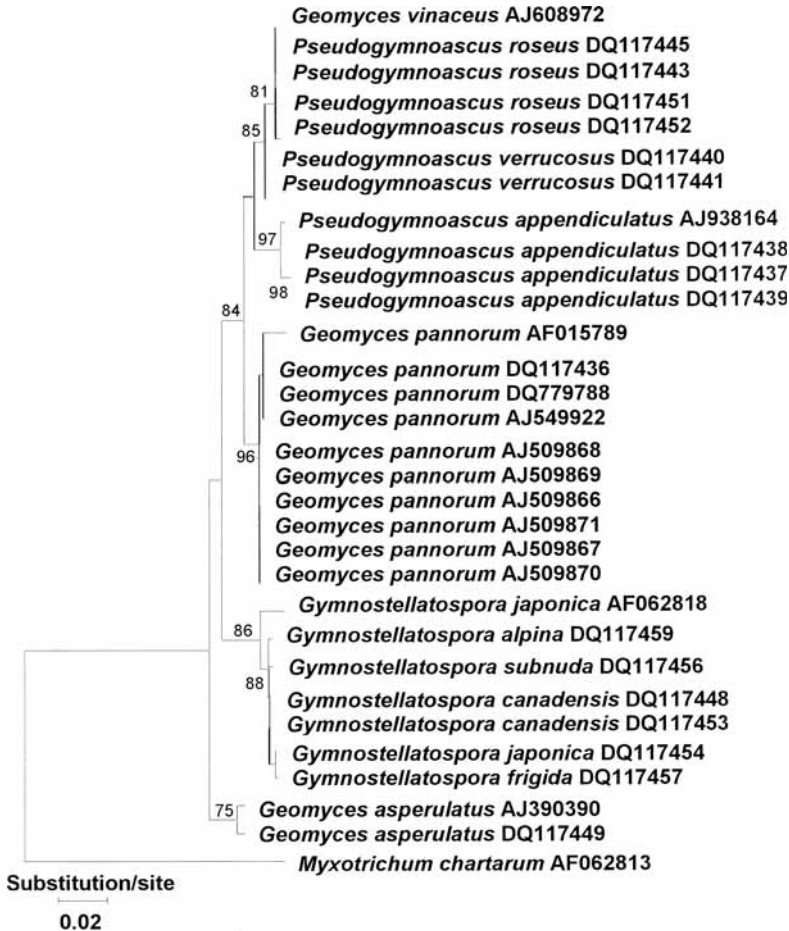 Geomyces vinaceus AJ608972
Pseudogymnoascus roseus DQ117445
Pseudogymnoascus roseus DQ117443
81
Pseudogymnoascus roseus DQ117451
Pseudogymnoascus roseus DQ117452
85
Pseudogymnoascus verrucosus DQ117440
Pseudogymnoascus verrucosus DQ117441
Pseudogymnoascus appendiculatus AJ938164
97
Pseudogymnoascus appendiculatus DQ117438
Pseudogymnoascus appendiculatus DQ117437
98
Pseudogymnoascus appendiculatus DQ117439
84
Geomyces pannorum AF015789
Geomyces pannorum DQ117436
Geomyces pannorum DQ779788
Geomyces pannorum AJ549922
96
Geomyces pannorum AJ509868
Geomyces pannorum AJ509869
Geomyces pannorum AJ509866
Geomyces pannorum AJ509871
Geomyces pannorum AJ509867
Geomyces pannorum AJ509870
Gymnostellatospora japonica AF062818
86
Gymnostellatospora alpina DQ117459
Gymnostellatospora subnuda DQ117456
88
Gymnostellatospora canadensis DQ117448
Gymnostellatospora canadensis DQ117453
Gymnostellatospora japonica DQ117454
Gymnostellatospora frigida DQ117457
75
Geomyces asperulatus AJ390390
Geomyces asperulatus DQ117449
Myxotrichum chartarum AF062813
Substitution/site
0.02